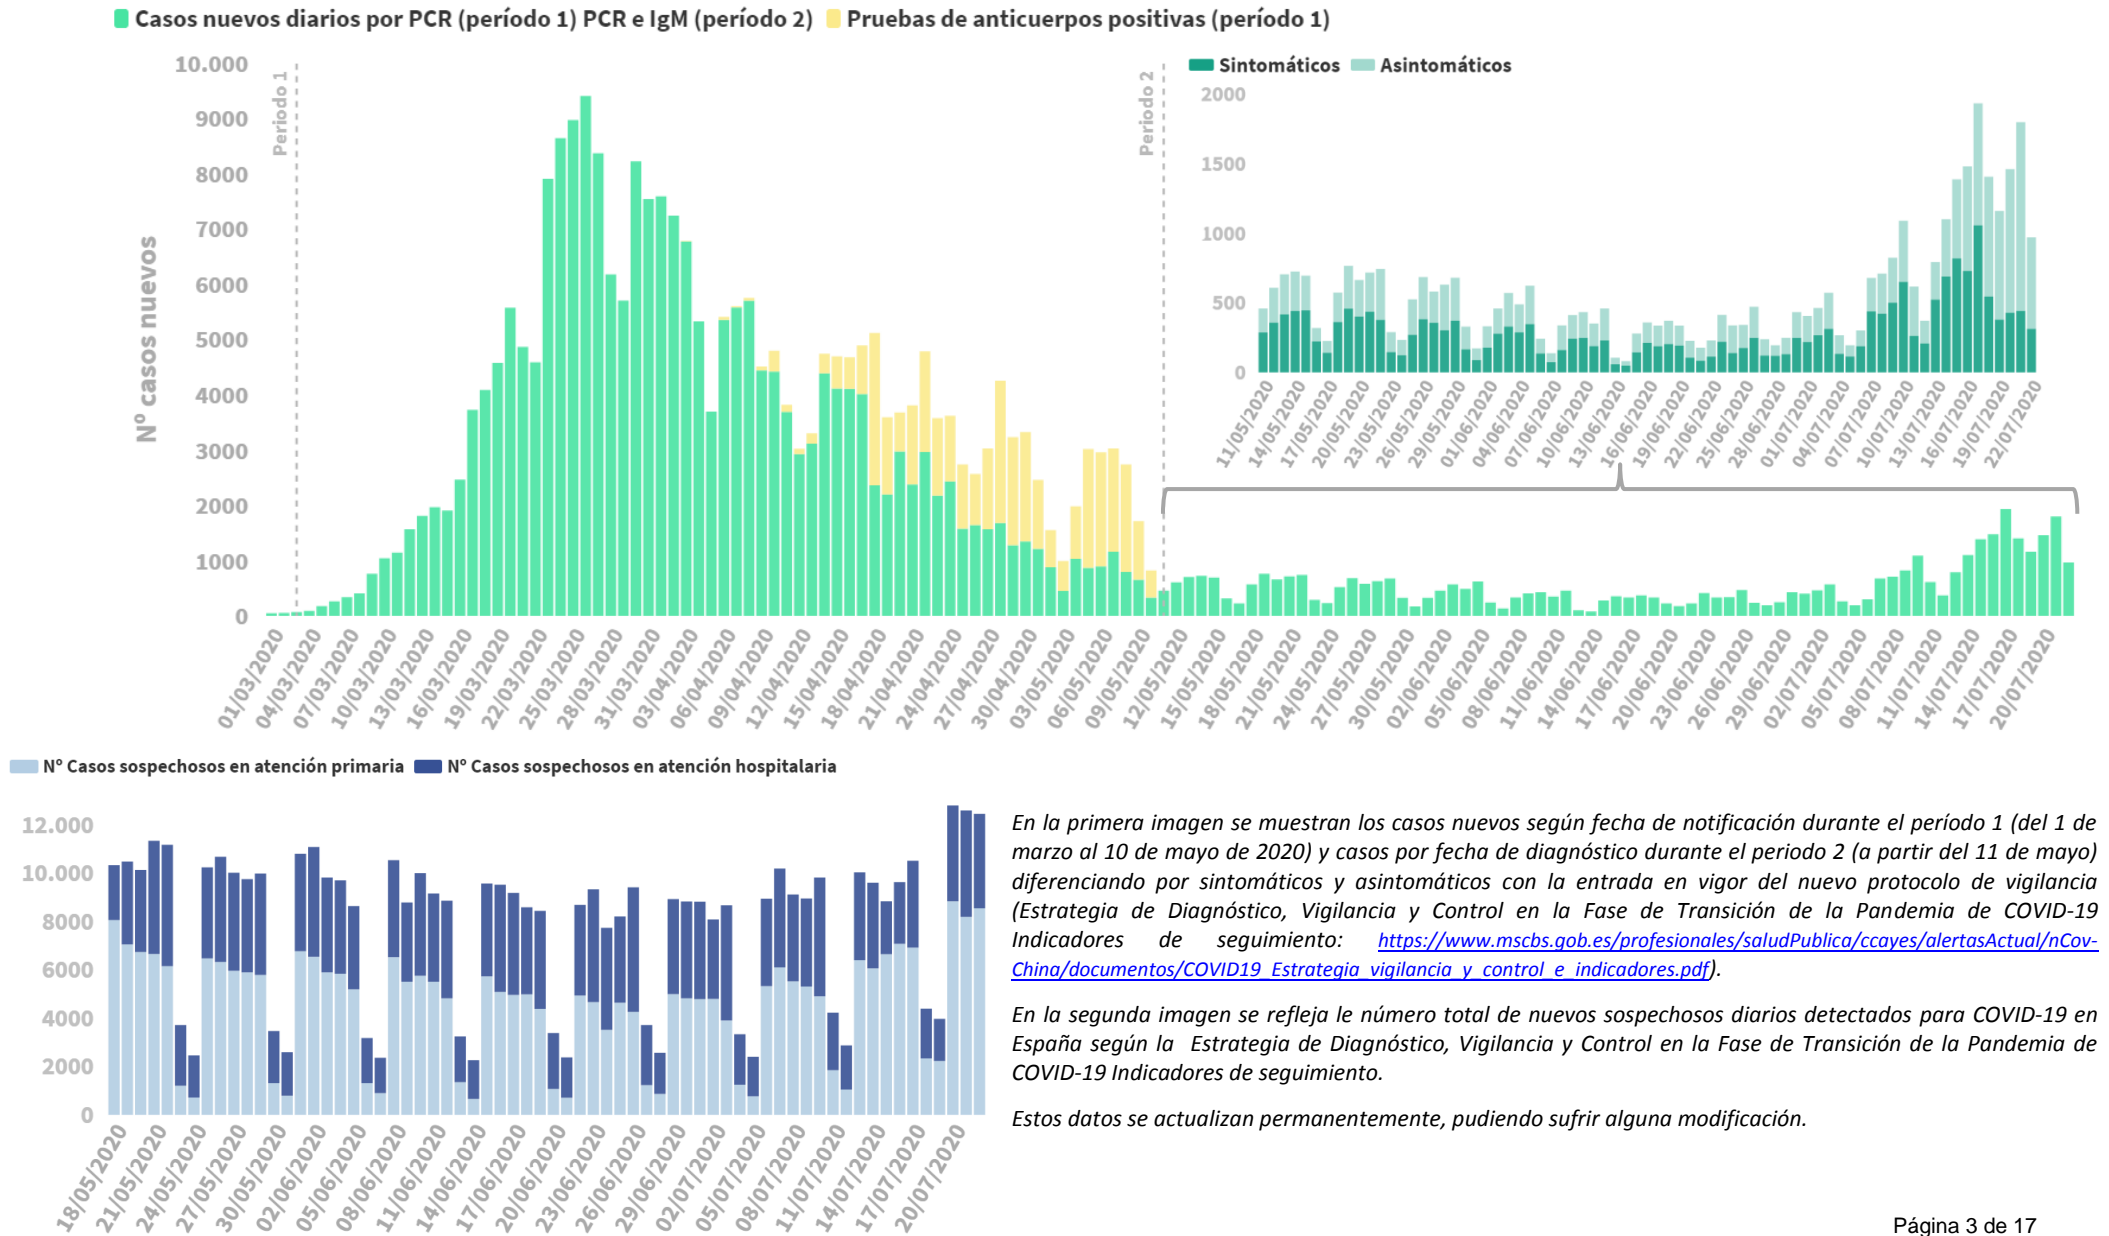 Casos nuevos diarios por PCR (período 1) PCR e IgM (período 2) Pruebas de anticuerpos positivas (período 1)
Nº casos nuevos
10.000
9000
8000
7000
6000
5000
4000
3000
2000
1000
0
Periodo 1
Periodo 2
01/03/2020 04/03/2020 07/03/2020 10/03/2020 13/03/2020 16/03/2020 19/03/2020 22/03/2020 25/03/2020 28/03/2020 31/03/2020 03/04/2020 06/04/2020 09/04/2020 12/04/2020 15/04/2020 18/04/2020 21/04/2020 24/04/2020 27/04/2020 30/04/2020 03/05/2020 06/05/2020 09/05/2020 12/05/2020 15/05/2020 18/05/2020 21/05/2020 24/05/2020 27/05/2020 30/05/2020 02/06/2020 05/06/2020 08/06/2020 11/06/2020 14/06/2020 17/06/2020 20/06/2020 23/06/2020 26/06/2020 29/06/2020 02/07/2020 05/07/2020 08/07/2020 11/07/2020 14/07/2020 17/07/2020 20/07/2020
Sintomáticos Asintomáticos
2000
1500
1000
500
0
11/05/2020 14/05/2020 17/05/2020 20/05/2020 23/05/2020 26/05/2020 29/05/2020 01/06/2020 04/06/2020 07/06/2020 10/06/2020 13/06/2020 16/06/2020 19/06/2020 22/06/2020 25/06/2020 28/06/2020 01/07/2020 04/07/2020 07/07/2020 10/07/2020 13/07/2020 16/07/2020 19/07/2020 22/07/2020
Nº Casos sospechosos en atención primaria Nº Casos sospechosos en atención hospitalaria
12.000
10.000
8000
6000
4000
2000
0
18/05/2020 21/05/2020 24/05/2020 27/05/2020 30/05/2020 02/06/2020 05/06/2020 08/06/2020 11/06/2020 14/06/2020 17/06/2020 20/06/2020 23/06/2020 26/06/2020 29/06/2020 02/07/2020 05/07/2020 08/07/2020 11/07/2020 14/07/2020 17/07/2020 20/07/2020
En la primera imagen se muestran los casos nuevos según fecha de notificación durante el período 1 (del 1 de
marzo al 10 de mayo de 2020) y casos por fecha de diagnóstico durante el periodo 2 (a partir del 11 de mayo)
diferenciando por sintomáticos y asintomáticos con la entrada en vigor del nuevo protocolo de vigilancia
(Estrategia de Diagnóstico, Vigilancia y Control en la Fase de Transición de la Pandemia de COVID-19
Indicadores de seguimiento: https://www.mscbs.gob.es/profesionales/saludPublica/ccayes/alertasActual/nCov-
China/documentos/COVID19_Estrategia_vigilancia_y_control_e_indicadores.pdf).
En la segunda imagen se refleja le número total de nuevos sospechosos diarios detectados para COVID-19 en
España según la Estrategia de Diagnóstico, Vigilancia y Control en la Fase de Transición de la Pandemia de
COVID-19 Indicadores de seguimiento.
Estos datos se actualizan permanentemente, pudiendo sufrir alguna modificación.
Página 3 de 17